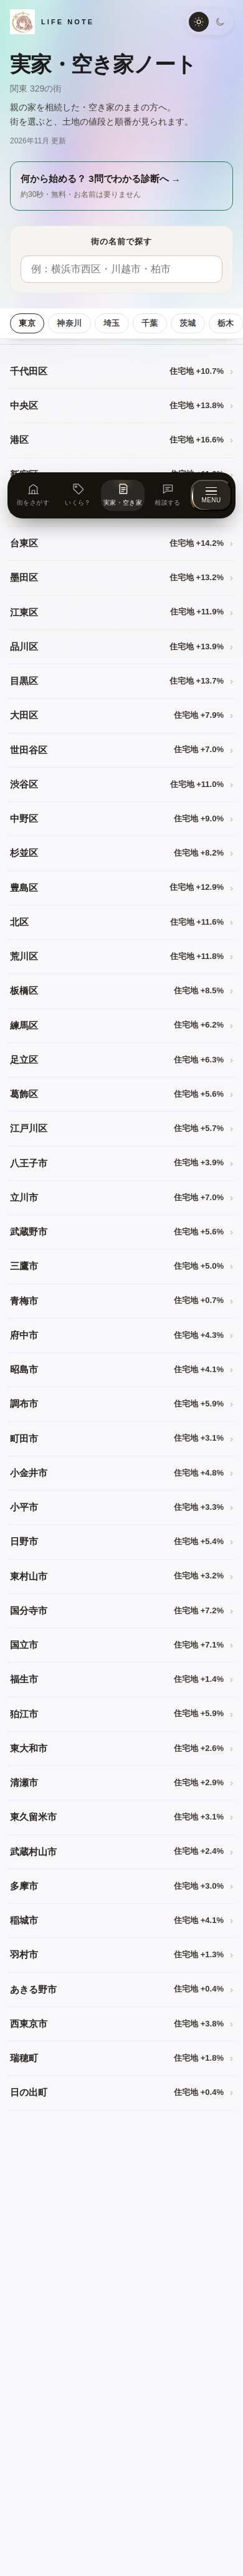 LIFE NOTE
実家・空き家ノート
関東 329の街
親の家を相続した・空き家のままの方へ。
街を選ぶと、土地の値段と順番が見られます。
2026年11月 更新
何から始める？ 3問でわかる診断へ →
約30秒・無料・お名前は要りません
街の名前で探す
例：横浜市西区・川越市・柏市
東京 神奈川 埼玉 千葉 茨城 栃木
千代田区 住宅地 +10.7% ›
中央区 住宅地 +13.8% ›
港区 住宅地 +16.6% ›
街をさがす いくら？ 実家・空き家 相談する MENU
台東区 住宅地 +14.2% ›
墨田区 住宅地 +13.2% ›
江東区 住宅地 +11.9% ›
品川区 住宅地 +13.9% ›
目黒区 住宅地 +13.7% ›
大田区 住宅地 +7.9% ›
世田谷区 住宅地 +7.0% ›
渋谷区 住宅地 +11.0% ›
中野区 住宅地 +9.0% ›
杉並区 住宅地 +8.2% ›
豊島区 住宅地 +12.9% ›
北区 住宅地 +11.6% ›
荒川区 住宅地 +11.8% ›
板橋区 住宅地 +8.5% ›
練馬区 住宅地 +6.2% ›
足立区 住宅地 +6.3% ›
葛飾区 住宅地 +5.6% ›
江戸川区 住宅地 +5.7% ›
八王子市 住宅地 +3.9% ›
立川市 住宅地 +7.0% ›
武蔵野市 住宅地 +5.6% ›
三鷹市 住宅地 +5.0% ›
青梅市 住宅地 +0.7% ›
府中市 住宅地 +4.3% ›
昭島市 住宅地 +4.1% ›
調布市 住宅地 +5.9% ›
町田市 住宅地 +3.1% ›
小金井市 住宅地 +4.8% ›
小平市 住宅地 +3.3% ›
日野市 住宅地 +5.4% ›
東村山市 住宅地 +3.2% ›
国分寺市 住宅地 +7.2% ›
国立市 住宅地 +7.1% ›
福生市 住宅地 +1.4% ›
狛江市 住宅地 +5.9% ›
東大和市 住宅地 +2.6% ›
清瀬市 住宅地 +2.9% ›
東久留米市 住宅地 +3.1% ›
武蔵村山市 住宅地 +2.4% ›
多摩市 住宅地 +3.0% ›
稲城市 住宅地 +4.1% ›
羽村市 住宅地 +1.3% ›
あきる野市 住宅地 +0.4% ›
西東京市 住宅地 +3.8% ›
瑞穂町 住宅地 +1.8% ›
日の出町 住宅地 +0.4% ›